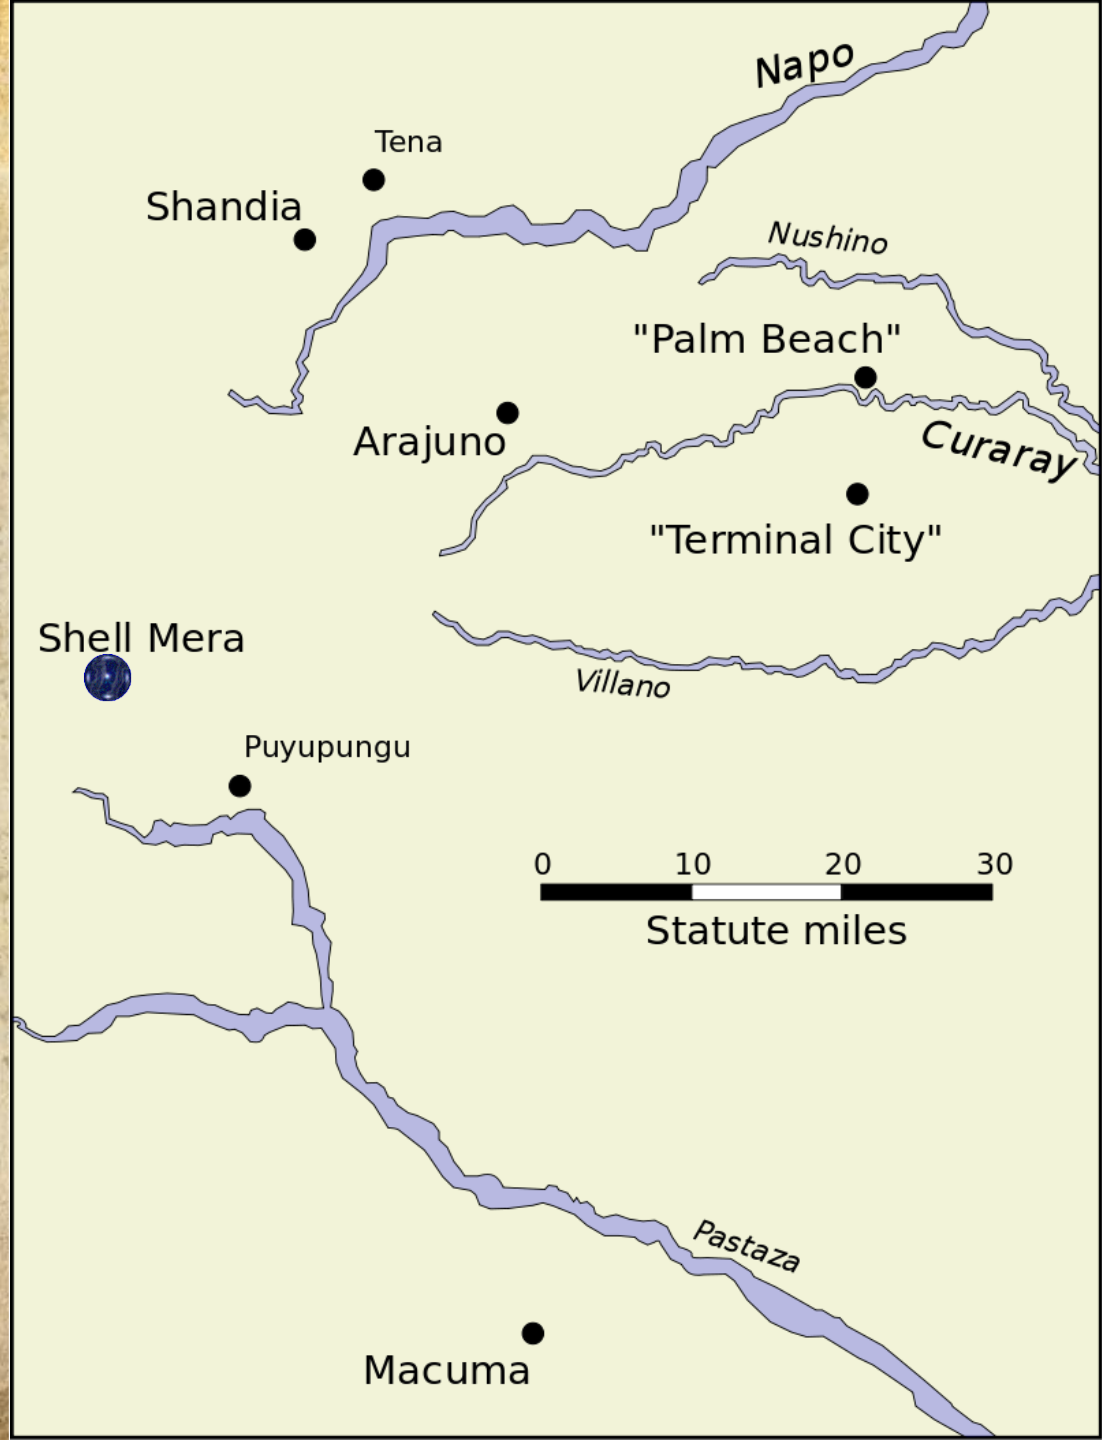 Napo
Tena
Shandia
Nushino
"Palm Beach"
Arajuno
Curaray
"Terminal City"
Shell Mera
Villano
Puyupungu
0 10 20 30
Statute miles
Pastaza
Macuma